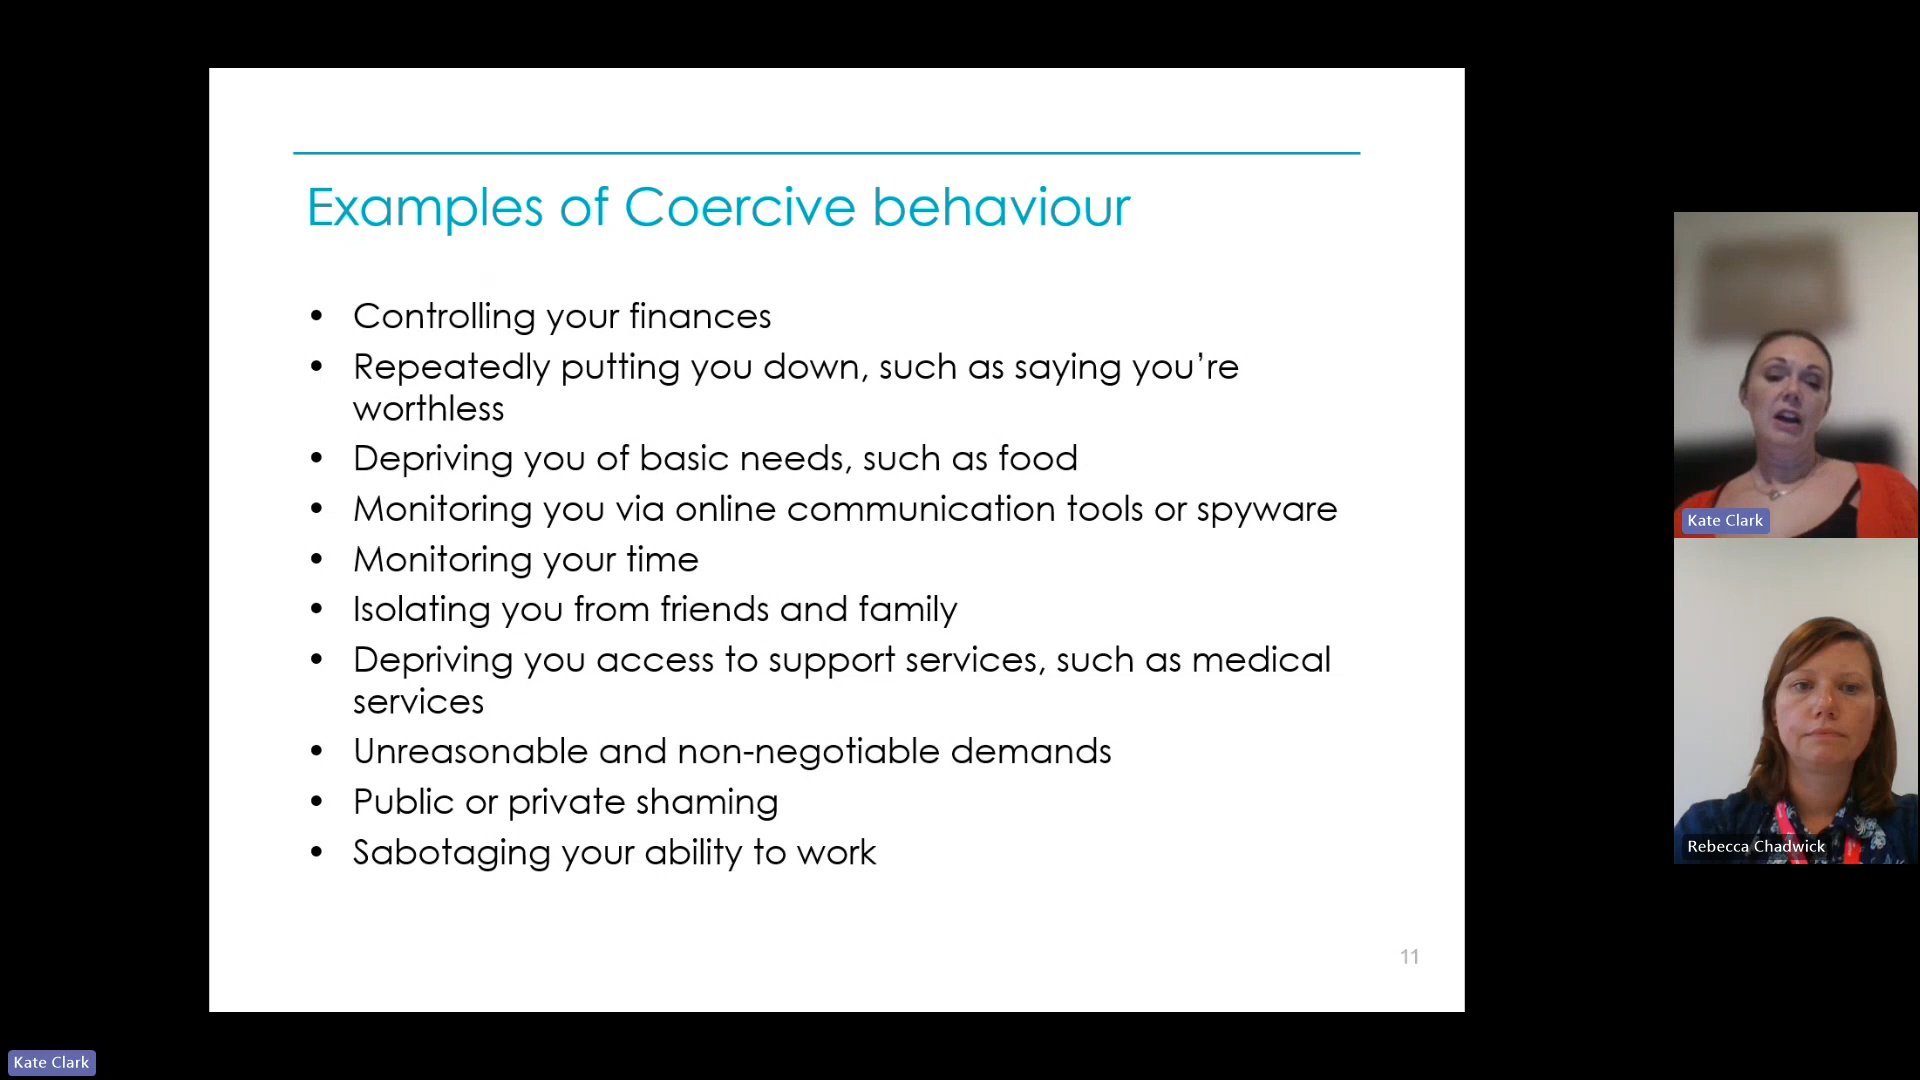 Examples of Coercive behaviour
• Controlling your finances
• Repeatedly putting you down, such as saying you’re
worthless
• Depriving you of basic needs, such as food
• Monitoring you via online communication tools or spyware
• Monitoring your time
• Isolating you from friends and family
• Depriving you access to support services, such as medical
services
• Unreasonable and non-negotiable demands
• Public or private shaming
• Sabotaging your ability to work
11
Kate Clark
Rebecca Chadwick
Kate Clark